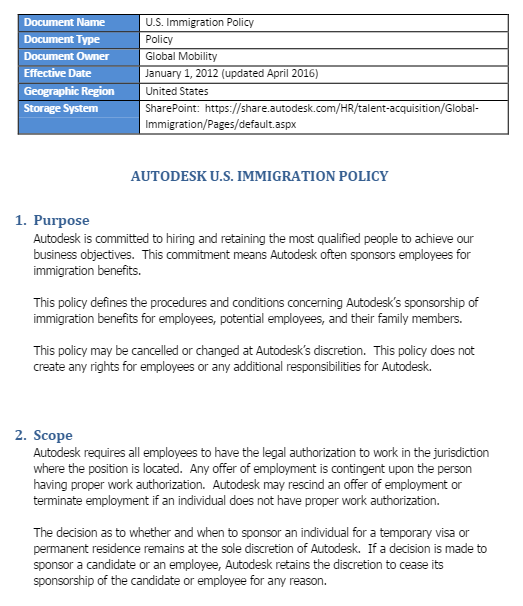 Document Name U.S. Immigration Policy
Document Type Policy
Document Owner Global Mobility
Effective Date January 1, 2012 (updated April 2016)
Geographic Region United States
Storage System SharePoint: https://share.autodesk.com/HR/talent-acquisition/Global-
Immigration/Pages/default.aspx
AUTODESK U.S. IMMIGRATION POLICY
1. Purpose
Autodesk is committed to hiring and retaining the most qualified people to achieve our
business objectives. This commitment means Autodesk often sponsors employees for
immigration benefits.
This policy defines the procedures and conditions concerning Autodesk's sponsorship of
immigration benefits for employees, potential employees, and their family members.
This policy may be cancelled or changed at Autodesk's discretion. This policy does not
create any rights for employees or any additional responsibilities for Autodesk.
2. Scope
Autodesk requires all employees to have the legal authorization to work in the jurisdiction
where the position is located. Any offer of employment is contingent upon the person
having proper work authorization. Autodesk may rescind an offer of employment or
terminate employment if an individual does not have proper work authorization.
The decision as to whether and when to sponsor an individual for a temporary visa or
permanent residence remains at the sole discretion of Autodesk. If a decision is made to
sponsor a candidate or an employee, Autodesk retains the discretion to cease its
sponsorship of the candidate or employee for any reason.